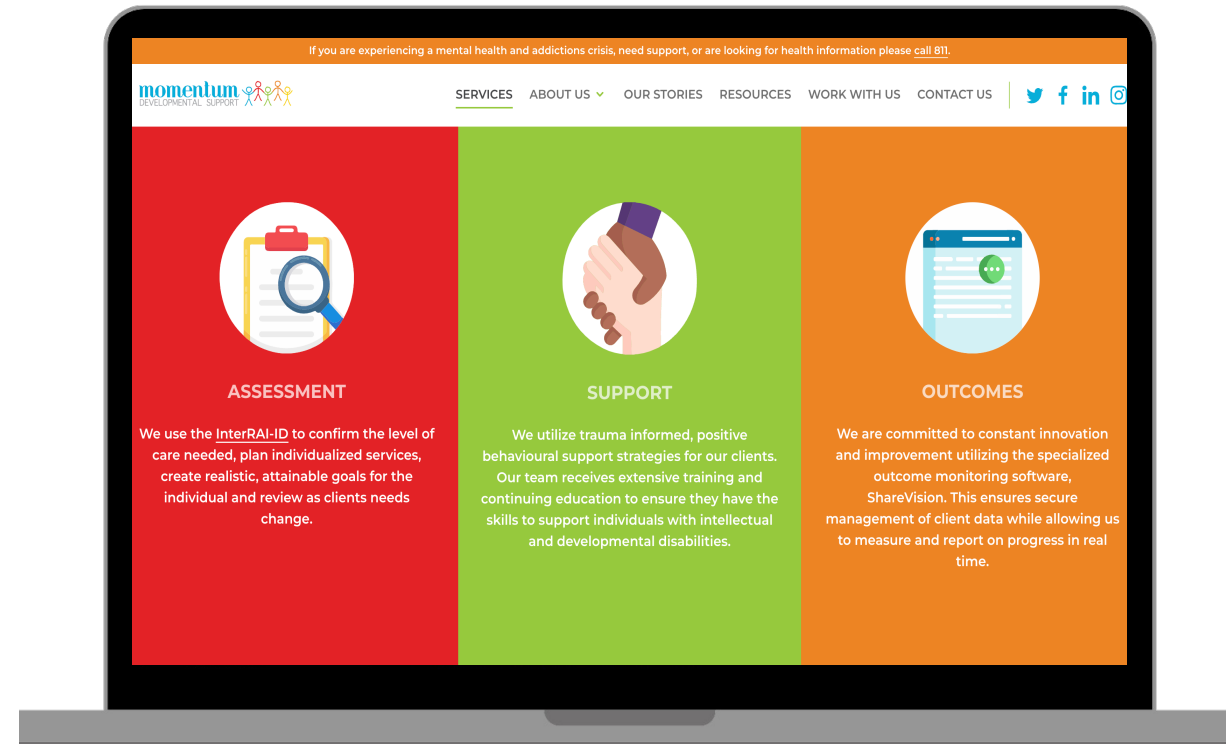 If you are experiencing a mental health and addictions crisis, need support, or are looking for health information please call 811.
momentum
DEVELOPMENTAL SUPPORT
SERVICES ABOUT US OUR STORIES RESOURCES WORK WITH US CONTACT US
ASSESSMENT
We use the InterRAI-ID to confirm the level of
care needed, plan individualized services,
create realistic, attainable goals for the
individual and review as clients needs
change.
SUPPORT
We utilize trauma informed, positive
behavioural support strategies for our clients.
Our team receives extensive training and
continuing education to ensure they have the
skills to support individuals with intellectual
and developmental disabilities.
OUTCOMES
We are committed to constant innovation
and improvement utilizing the specialized
outcome monitoring software,
ShareVision. This ensures secure
management of client data while allowing us
to measure and report on progress in real
time.